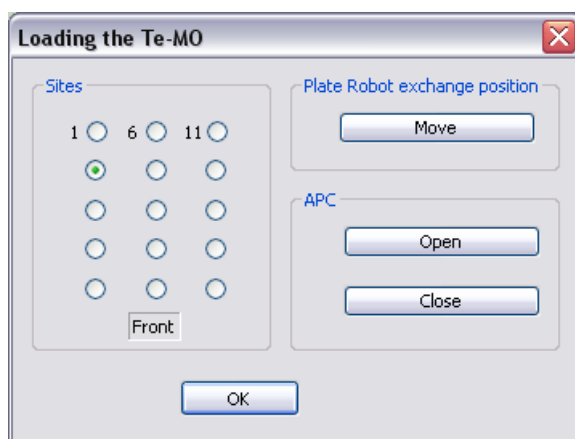 Loading the Te-MO
Sites
1 6 11
Front
Plate Robot exchange position
Move
APC
Open
Close
OK